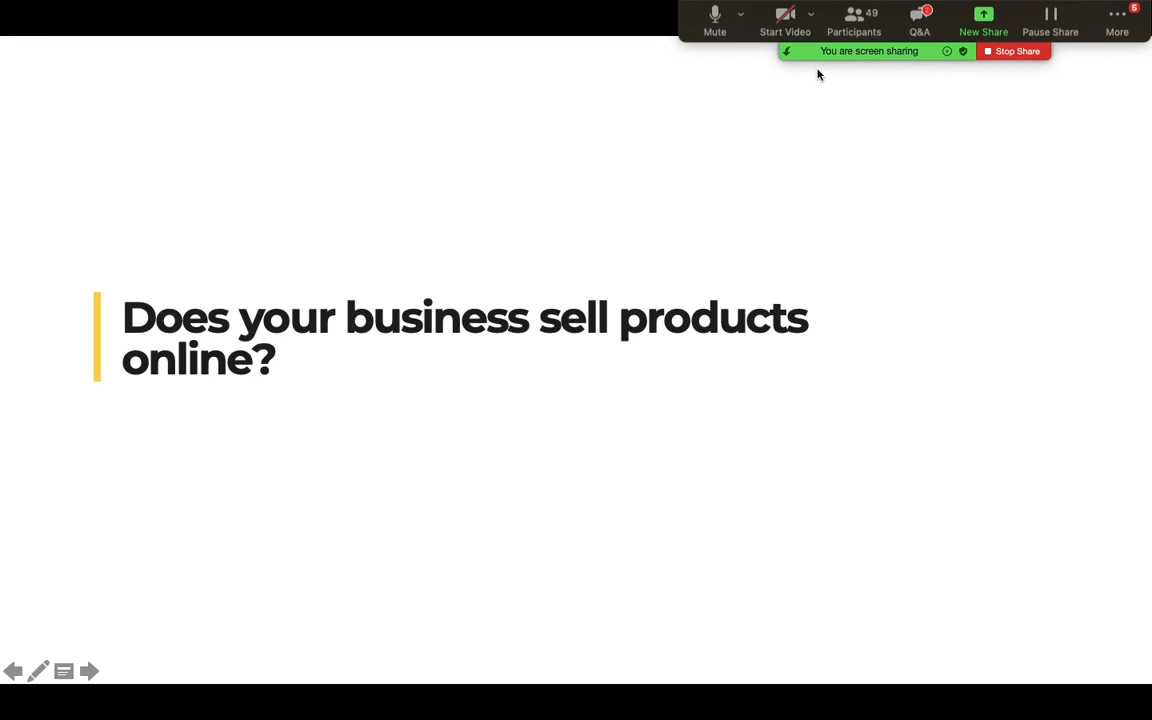 49
5
Mute
Start Video
Participants
Q&A
New Share
Pause Share
More
You are screen sharing
Stop Share
Does your business sell products
online?